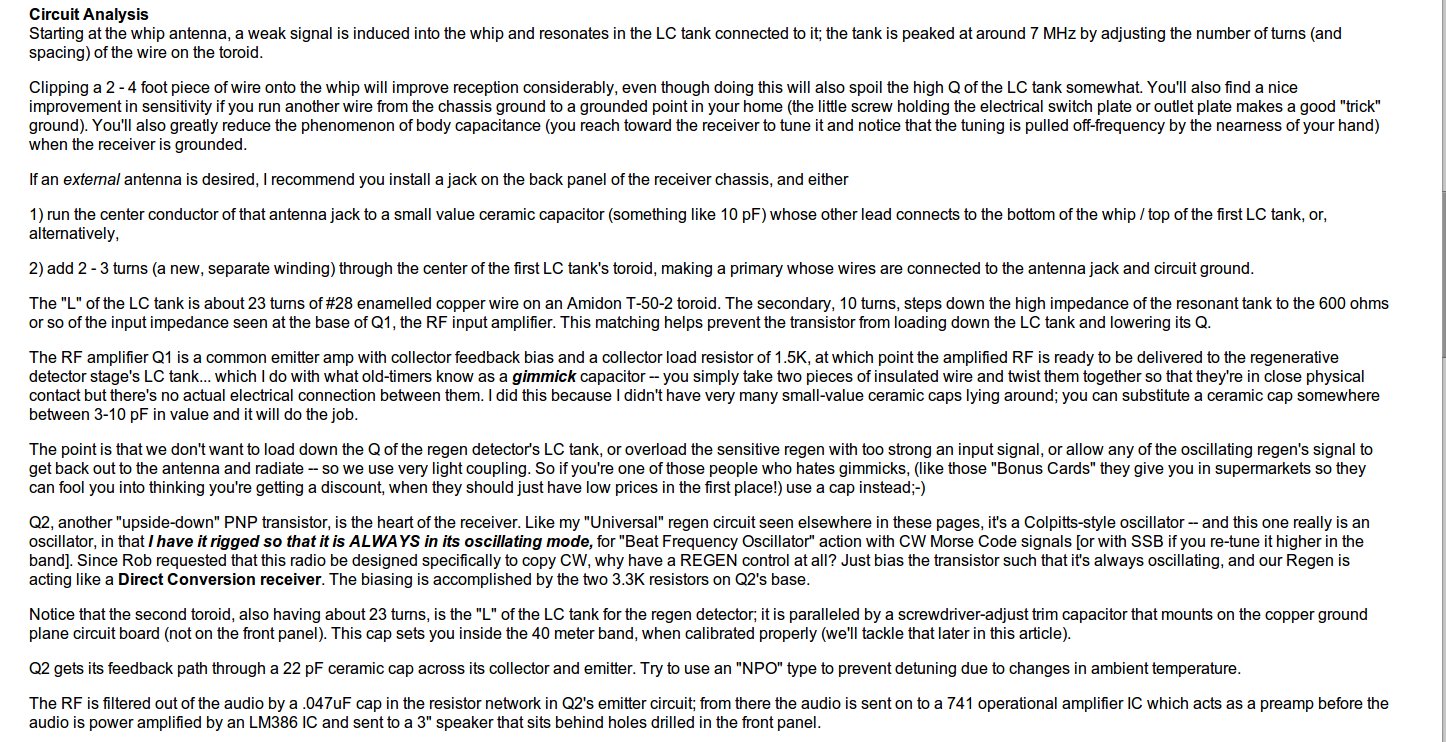 Circuit Analysis
Starting at the whip antenna, a weak signal is induced into the whip and resonates in the LC tank connected to it; the tank is peaked at around 7 MHz by adjusting the number of turns (and
spacing) of the wire on the toroid.
Clipping a 2 - 4 foot piece of wire onto the whip will improve reception considerably, even though doing this will also spoil the high Q of the LC tank somewhat. You'll also find a nice
improvement in sensitivity if you run another wire from the chassis ground to a grounded point in your home (the little screw holding the electrical switch plate or outlet plate makes a good "trick"
ground). You'll also greatly reduce the phenomenon of body capacitance (you reach toward the receiver to tune it and notice that the tuning is pulled off-frequency by the nearness of your hand)
when the receiver is grounded.
If an external antenna is desired, I recommend you install a jack on the back panel of the receiver chassis, and either
1) run the center conductor of that antenna jack to a small value ceramic capacitor (something like 10 pF) whose other lead connects to the bottom of the whip / top of the first LC tank, or,
alternatively,
2) add 2 - 3 turns (a new, separate winding) through the center of the first LC tank's toroid, making a primary whose wires are connected to the antenna jack and circuit ground.
The "L" of the LC tank is about 23 turns of #28 enamelled copper wire on an Amidon T-50-2 toroid. The secondary, 10 turns, steps down the high impedance of the resonant tank to the 600 ohms
or so of the input impedance seen at the base of Q1, the RF input amplifier. This matching helps prevent the transistor from loading down the LC tank and lowering its Q.
The RF amplifier Q1 is a common emitter amp with collector feedback bias and a collector load resistor of 1.5K, at which point the amplified RF is ready to be delivered to the regenerative
detector stage's LC tank... which I do with what old-timers know as a gimmick capacitor -- you simply take two pieces of insulated wire and twist them together so that they're in close physical
contact but there's no actual electrical connection between them. I did this because I didn't have very many small-value ceramic caps lying around; you can substitute a ceramic cap somewhere
between 3-10 pF in value and it will do the job.
The point is that we don't want to load down the Q of the regen detector's LC tank, or overload the sensitive regen with too strong an input signal, or allow any of the oscillating regen's signal to
get back out to the antenna and radiate -- so we use very light coupling. So if you're one of those people who hates gimmicks, (like those "Bonus Cards" they give you in supermarkets so they
can fool you into thinking you're getting a discount, when they should just have low prices in the first place!) use a cap instead;-)
Q2, another "upside-down" PNP transistor, is the heart of the receiver. Like my "Universal" regen circuit seen elsewhere in these pages, it's a Colpitts-style oscillator -- and this one really is an
oscillator, in that I have it rigged so that it is ALWAYS in its oscillating mode, for "Beat Frequency Oscillator" action with CW Morse Code signals [or with SSB if you re-tune it higher in the
band]. Since Rob requested that this radio be designed specifically to copy CW, why have a REGEN control at all? Just bias the transistor such that it's always oscillating, and our Regen is
acting like a Direct Conversion receiver. The biasing is accomplished by the two 3.3K resistors on Q2's base.
Notice that the second toroid, also having about 23 turns, is the "L" of the LC tank for the regen detector; it is paralleled by a screwdriver-adjust trim capacitor that mounts on the copper ground
plane circuit board (not on the front panel). This cap sets you inside the 40 meter band, when calibrated properly (we'll tackle that later in this article).
Q2 gets its feedback path through a 22 pF ceramic cap across its collector and emitter. Try to use an "NPO" type to prevent detuning due to changes in ambient temperature.
The RF is filtered out of the audio by a .047uF cap in the resistor network in Q2's emitter circuit; from there the audio is sent on to a 741 operational amplifier IC which acts as a preamp before the
audio is power amplified by an LM386 IC and sent to a 3" speaker that sits behind holes drilled in the front panel.